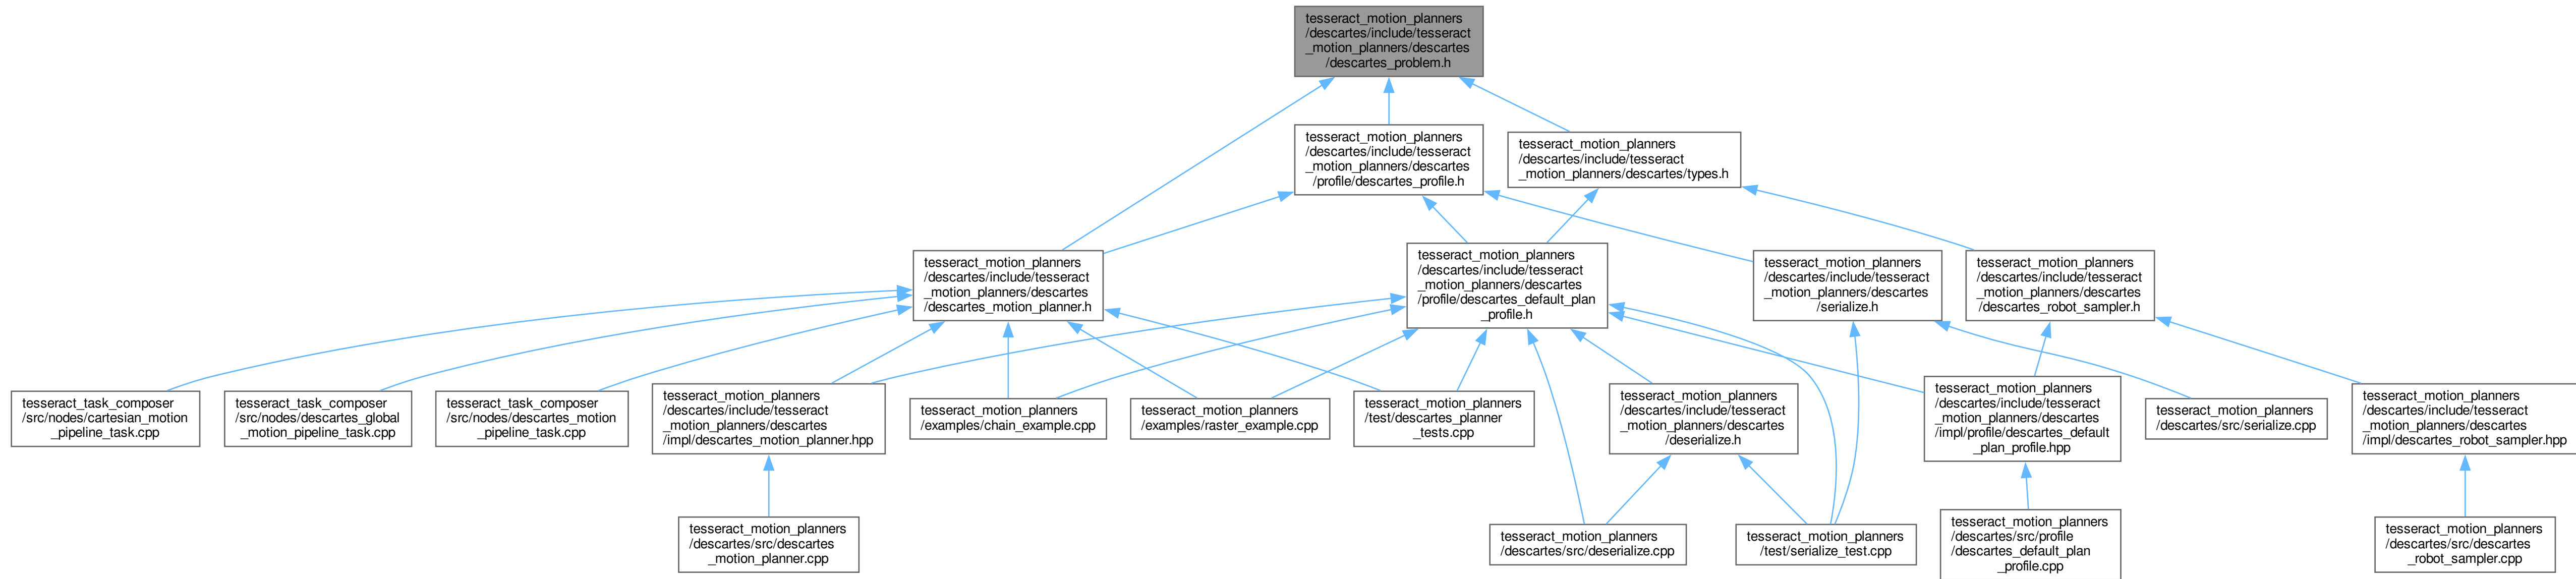 tesseract_motion_planners
/descartes/include/tesseract
_motion_planners/descartes
/descartes_problem.h
tesseract_motion_planners
/descartes/include/tesseract
_motion_planners/descartes
/profile/descartes_profile.h
tesseract_motion_planners
/descartes/include/tesseract
_motion_planners/descartes/types.h
tesseract_motion_planners
/descartes/include/tesseract
_motion_planners/descartes
/descartes_motion_planner.h
tesseract_motion_planners
/descartes/include/tesseract
_motion_planners/descartes
/profile/descartes_default_plan
_profile.h
tesseract_motion_planners
/descartes/include/tesseract
_motion_planners/descartes
/serialize.h
tesseract_motion_planners
/descartes/include/tesseract
_motion_planners/descartes
/descartes_robot_sampler.h
tesseract_task_composer
/src/nodes/cartesian_motion
_pipeline_task.cpp
tesseract_task_composer
/src/nodes/descartes_global
_motion_pipeline_task.cpp
tesseract_task_composer
/src/nodes/descartes_motion
_pipeline_task.cpp
tesseract_motion_planners
/descartes/include/tesseract
_motion_planners/descartes
/impl/descartes_motion_planner.hpp
tesseract_motion_planners
/examples/chain_example.cpp
tesseract_motion_planners
/examples/raster_example.cpp
tesseract_motion_planners
/test/descartes_planner
_tests.cpp
tesseract_motion_planners
/descartes/include/tesseract
_motion_planners/descartes
/deserialize.h
tesseract_motion_planners
/descartes/include/tesseract
_motion_planners/descartes
/impl/profile/descartes_default
_plan_profile.hpp
tesseract_motion_planners
/descartes/src/serialize.cpp
tesseract_motion_planners
/descartes/include/tesseract
_motion_planners/descartes
/impl/descartes_robot_sampler.hpp
tesseract_motion_planners
/descartes/src/descartes
_motion_planner.cpp
tesseract_motion_planners
/descartes/src/deserialize.cpp
tesseract_motion_planners
/test/serialize_test.cpp
tesseract_motion_planners
/descartes/src/profile
/descartes_default_plan
_profile.cpp
tesseract_motion_planners
/descartes/src/descartes
_robot_sampler.cpp